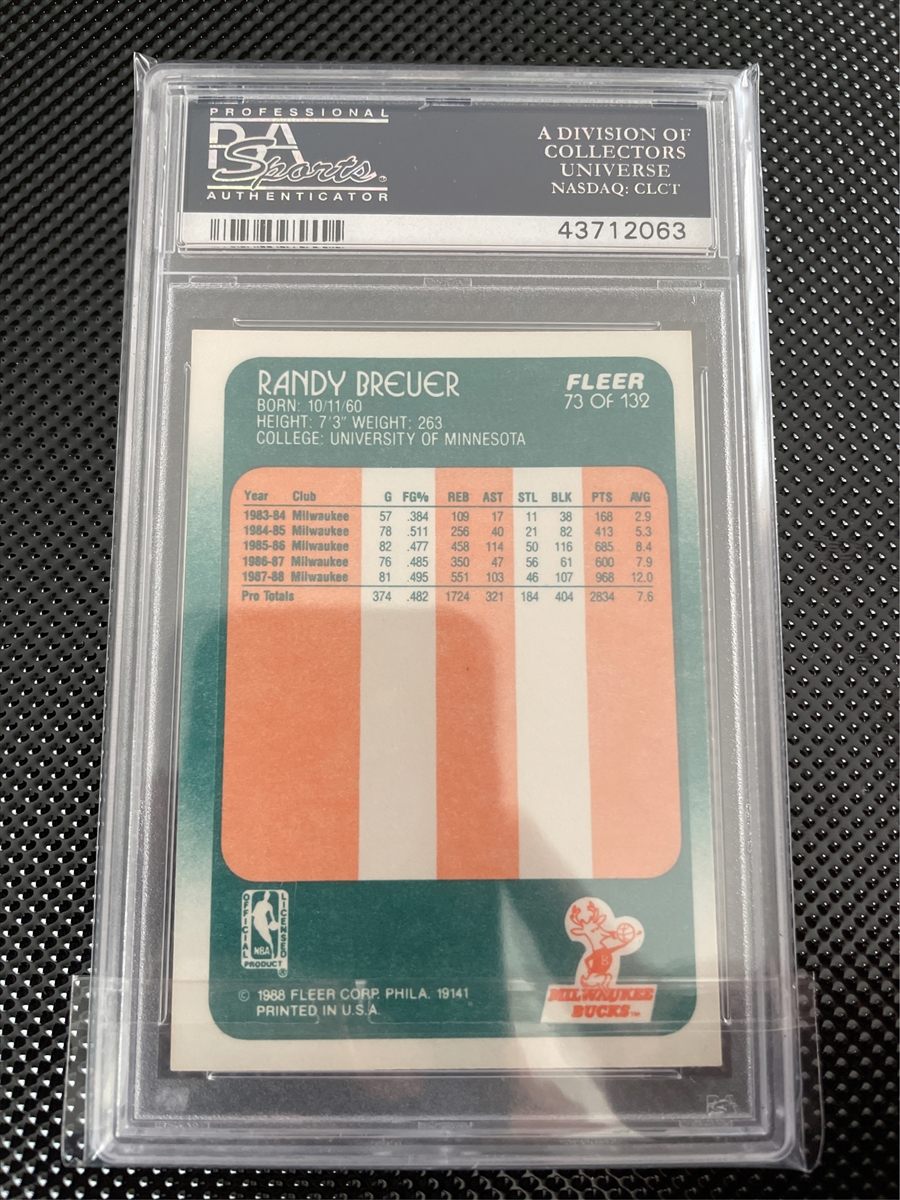 PROFESSIONAL
PSA
Sports
AUTHENTICATOR
A DIVISION OF
COLLECTORS
UNIVERSE
NASDAQ: CLCT
43712063
RANDY BREUER
BORN: 10/11/60
HEIGHT: 7'3" WEIGHT: 263
COLLEGE: UNIVERSITY OF MINNESOTA
FLEER
73 OF 132
Year Club G FG% REB AST STL BLK PTS AVG
1983-84 Milwaukee 57 .384 109 17 11 38 168 2.9
1984-85 Milwaukee 78 .511 256 40 21 82 413 5.3
1985-86 Milwaukee 82 .477 458 114 50 116 685 8.4
1986-87 Milwaukee 76 .485 350 47 56 61 600 7.9
1987-88 Milwaukee 81 .495 551 103 46 107 968 12.0
Pro Totals 374 .482 1724 321 184 404 2834 7.6
OFFICIAL
LICENSED
NBA
PRODUCT ®
© 1988 FLEER CORP. PHILA. 19141
PRINTED IN U.S.A.
B
MILWAUKEE
BUCKS™
PSA